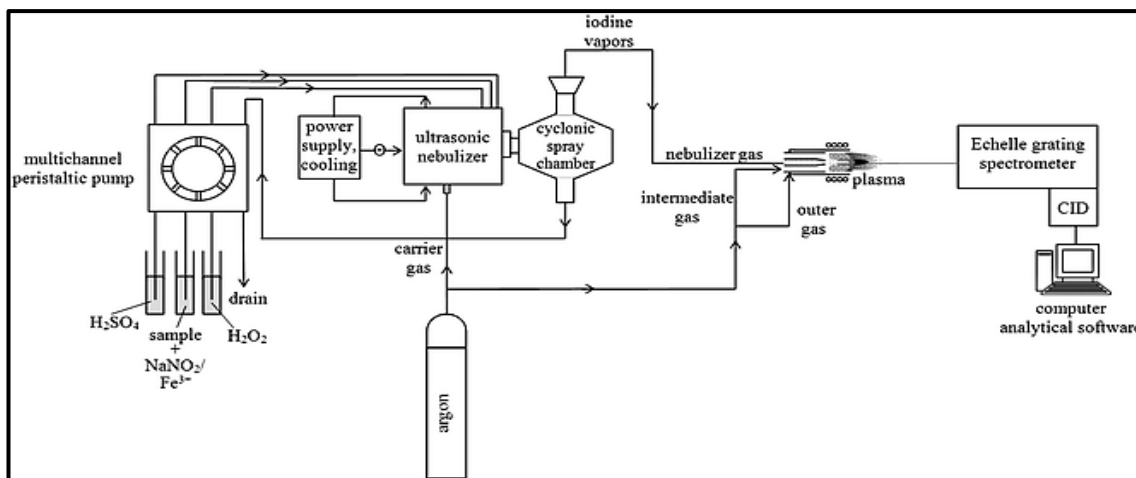 iodine
vapors
power
supply,
cooling
ultrasonic
nebulizer
cyclonic
spray
chamber
multichannel
peristaltic pump
nebulizer gas
plasma
Echelle grating
spectrometer
CID
intermediate
gas
outer
gas
carrier
gas
drain
H₂SO₄
sample
+
NaNO₂/
Fe³⁺
H₂O₂
computer
analytical software
argon